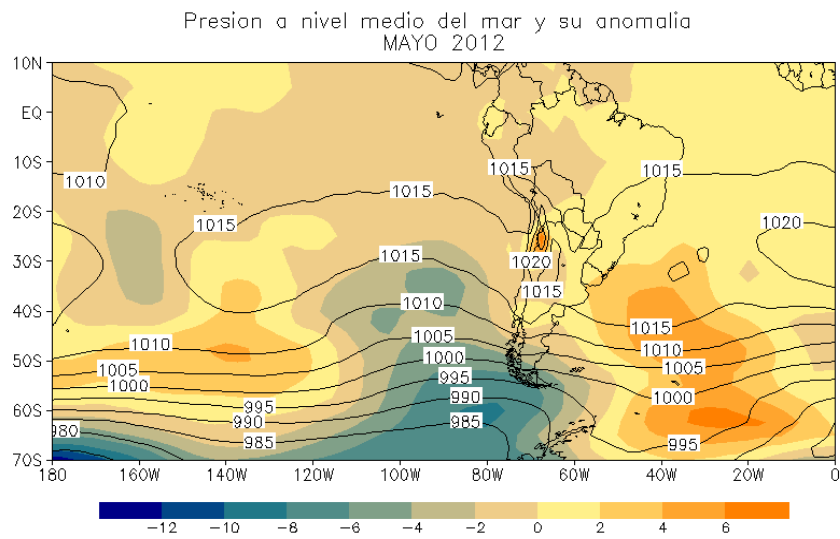 Presion a nivel medio del mar y su anomalia
MAYO 2012
10N
EQ
10S
20S
30S
40S
50S
60S
70S
1010
1015
1015
1015
1015
1020
1020
1015
1015
1010
1010
1015
1010
1005
1005
1005
1000
1000
1000
995
995
995
990
990
985
985
980
180
160W
140W
120W
100W
80W
60W
40W
20W
0
-12
-10
-8
-6
-4
-2
0
2
4
6